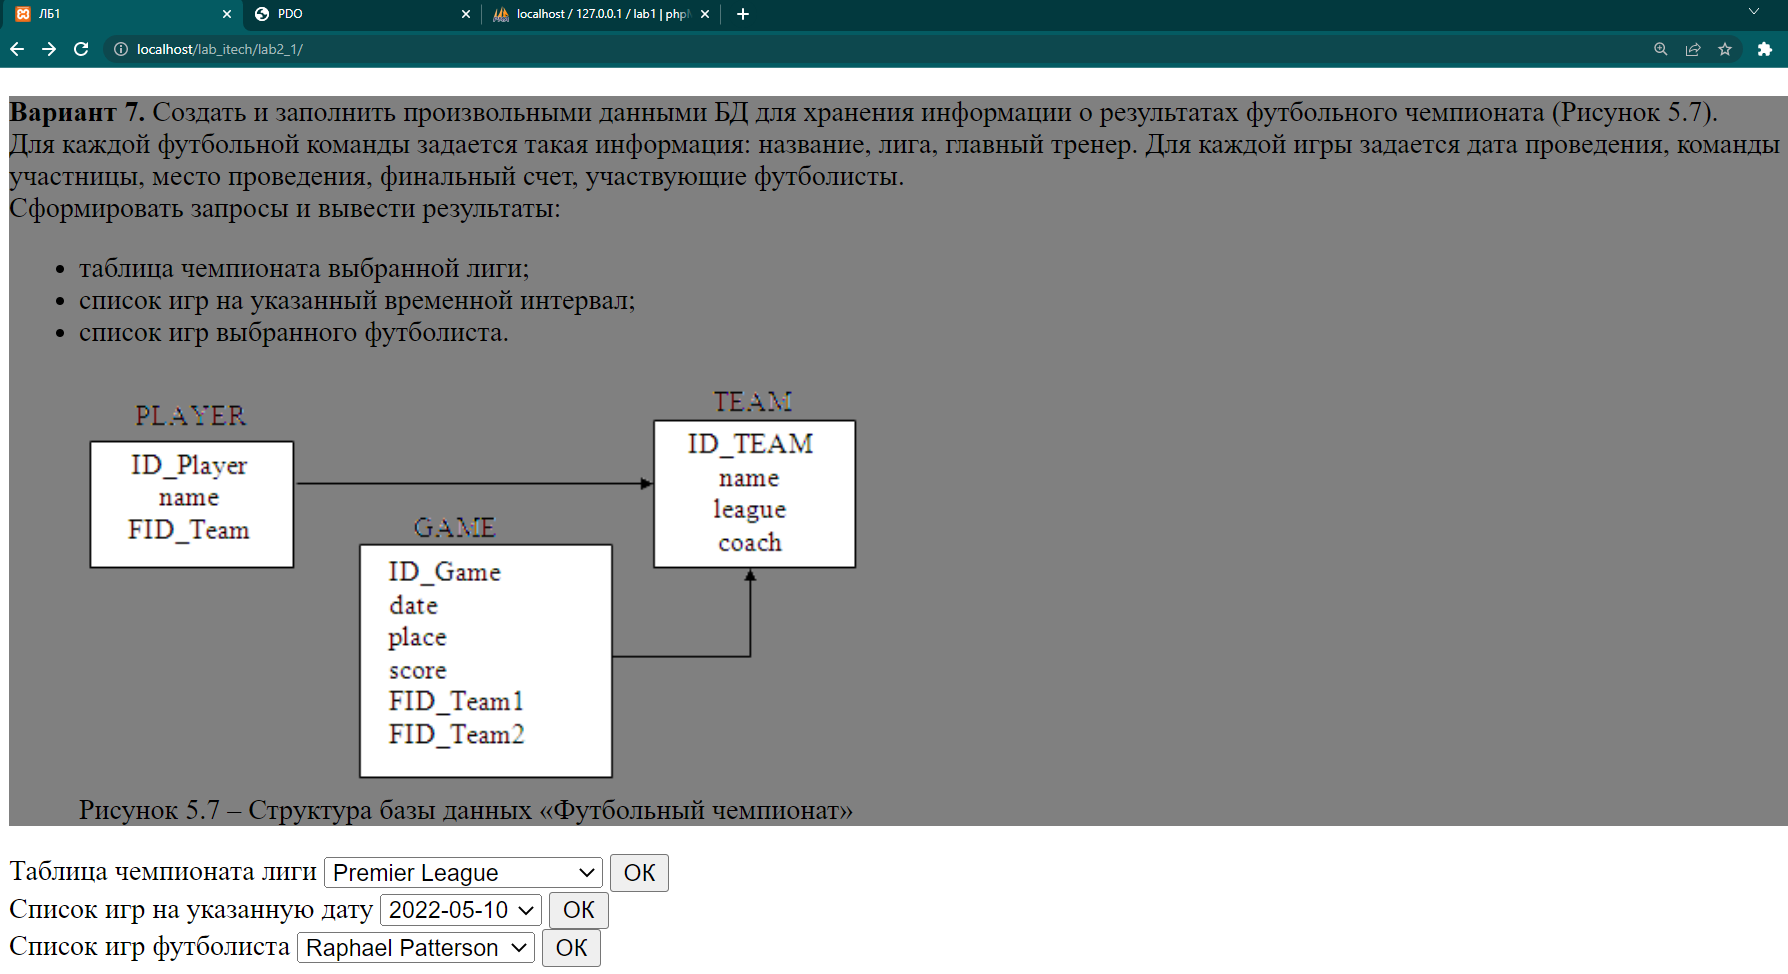 ЛБ1
PDO
localhost / 127.0.0.1 / lab1 | php
localhost/lab_itech/lab2_1/
Вариант 7. Создать и заполнить произвольными данными БД для хранения информации о результатах футбольного чемпионата (Рисунок 5.7).
Для каждой футбольной команды задается такая информация: название, лига, главный тренер. Для каждой игры задается дата проведения, команды
участницы, место проведения, финальный счет, участвующие футболисты.
Сформировать запросы и вывести результаты:
• таблица чемпионата выбранной лиги;
• список игр на указанный временной интервал;
• список игр выбранного футболиста.
PLAYER
ID_Player
name
FID_Team
GAME
ID_Game
date
place
score
FID_Team1
FID_Team2
TEAM
ID_TEAM
name
league
coach
Рисунок 5.7 – Структура базы данных «Футбольный чемпионат»
Таблица чемпионата лиги Premier League ОК
Список игр на указанную дату 2022-05-10 ОК
Список игр футболиста Raphael Patterson ОК